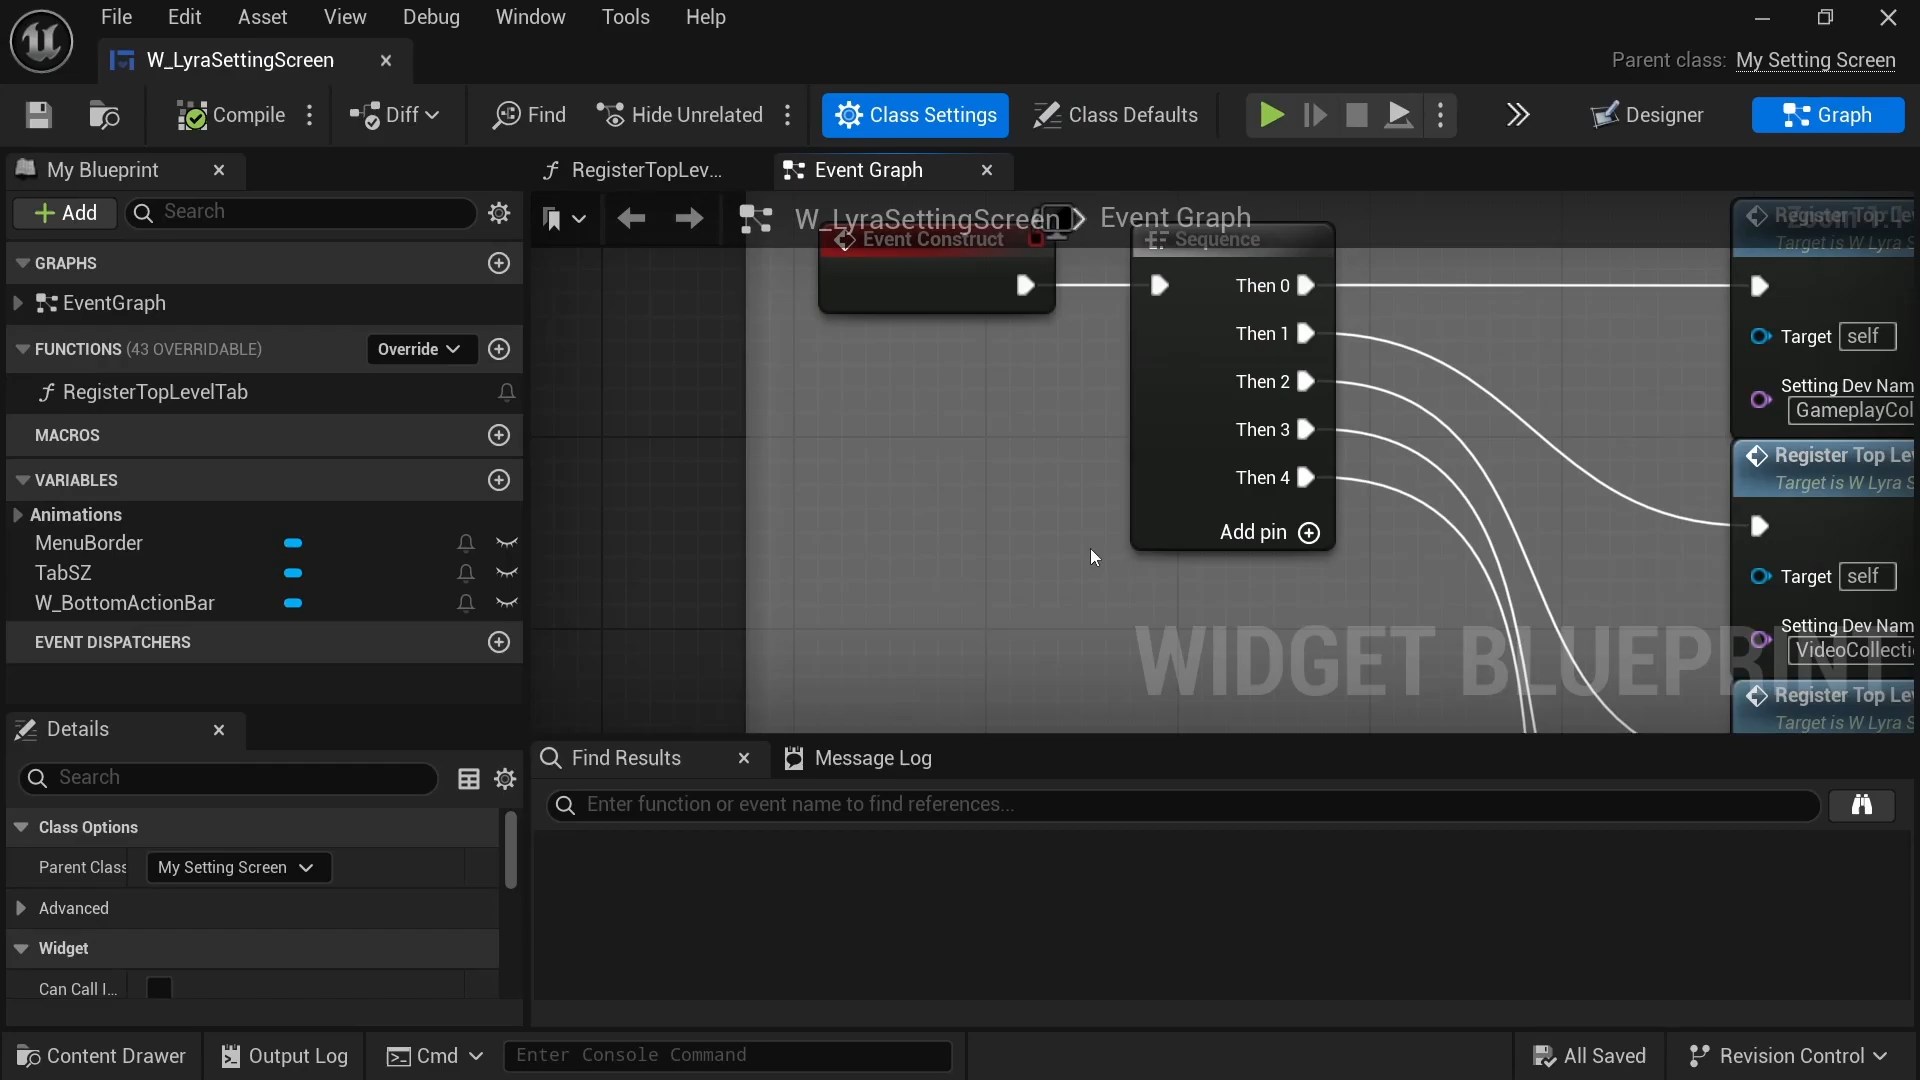 File Edit Asset View Debug Window Tools Help
W_LyraSettingScreen
Parent class: My Setting Screen
Compile Diff Find Hide Unrelated Class Settings Class Defaults Designer Graph
My Blueprint
RegisterTopLev...
Event Graph
+ Add
Search
W_LyraSettingScreen
Event Graph
GRAPHS
EventGraph
FUNCTIONS (43 OVERRIDABLE)
Override
RegisterTopLevelTab
MACROS
VARIABLES
Animations
MenuBorder
TabSZ
W_BottomActionBar
EVENT DISPATCHERS
Event Construct
Sequence
Then 0
Then 1
Then 2
Then 3
Then 4
Add pin
Register Top Lev
Target is W Lyra S
Target self
Setting Dev Nam
GameplayCol
Register Top Le
Target is W Lyra S
Target self
Setting Dev Nam
VideoCollecti
Register Top Le
Target is W Lyra S
WIDGET BLUEPRINT
Details
Search
Class Options
Parent Class My Setting Screen
Advanced
Widget
Can Call I...
Find Results
Message Log
Enter function or event name to find references...
Content Drawer Output Log Cmd Enter Console Command All Saved Revision Control